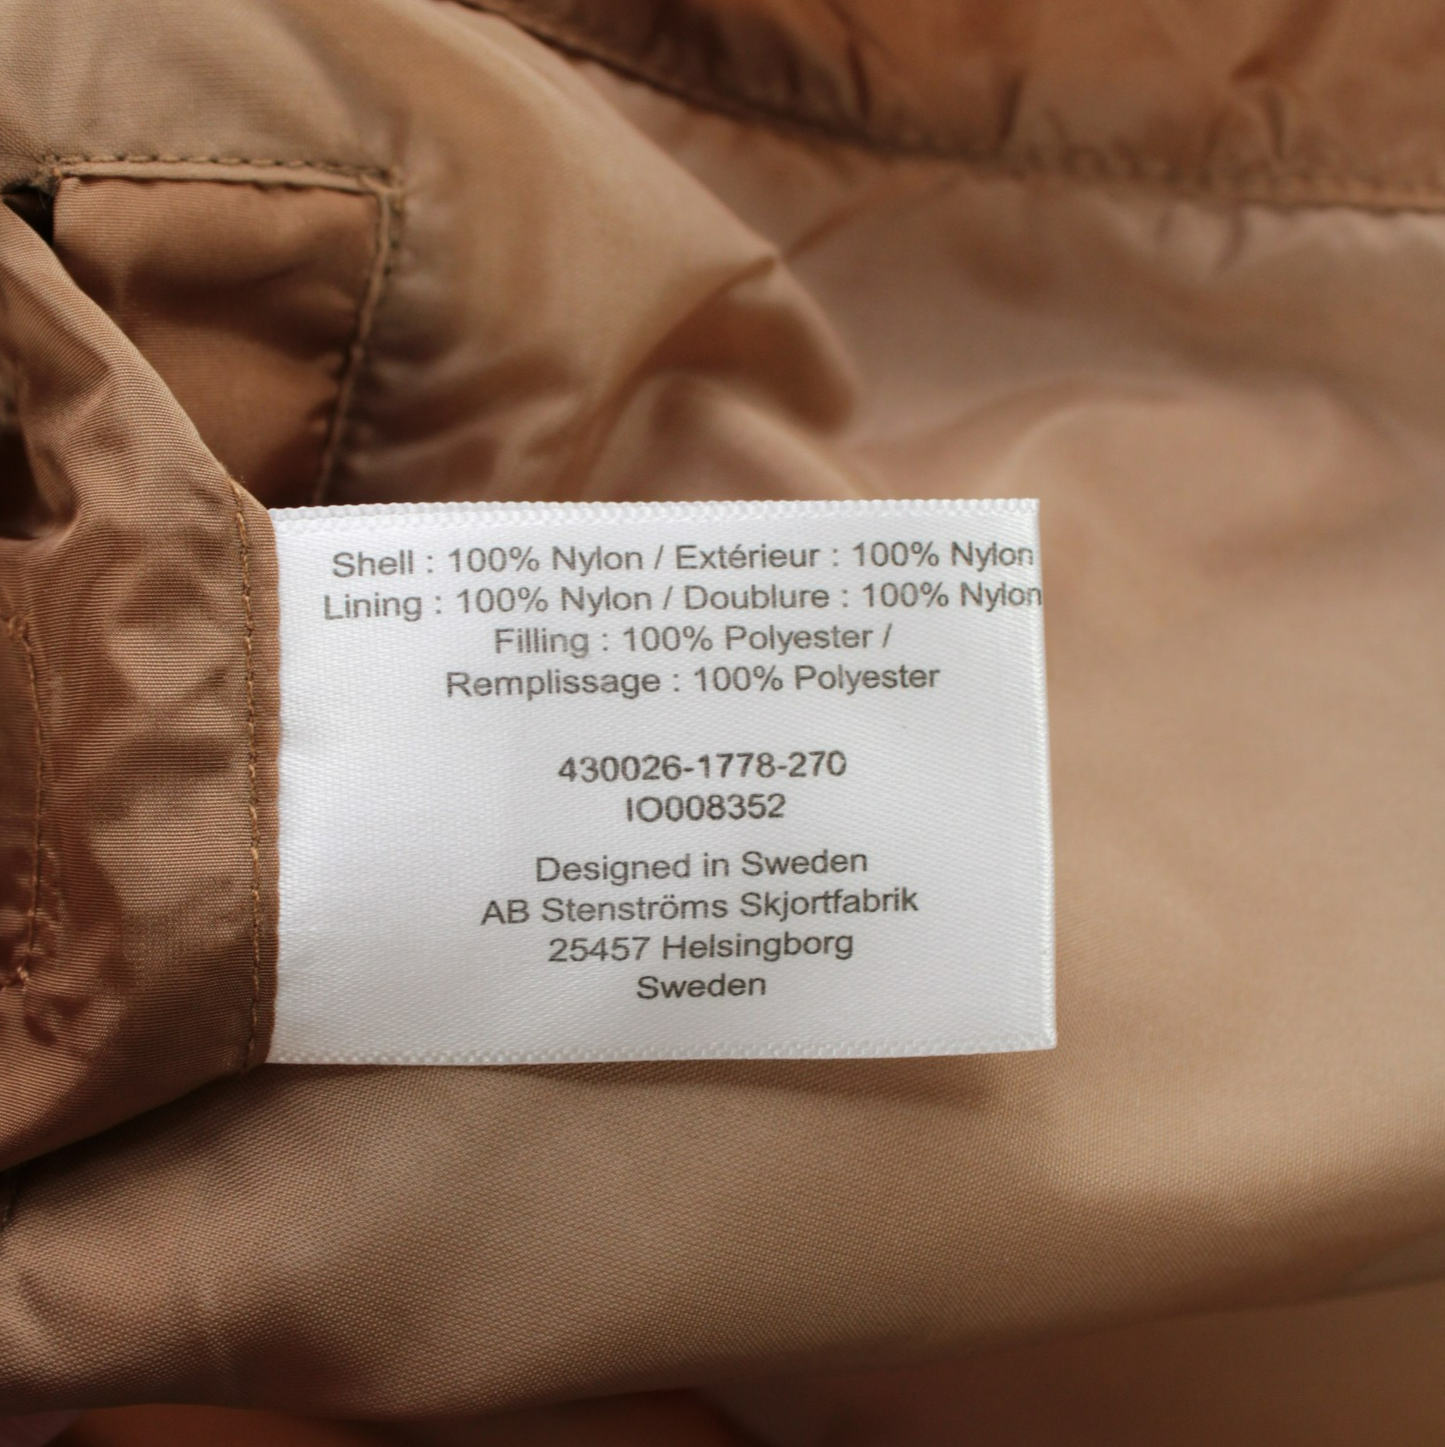 Shell : 100% Nylon / Extérieur : 100% Nylon
Lining : 100% Nylon / Doublure : 100% Nylon
Filling : 100% Polyester /
Remplissage : 100% Polyester
430026-1778-270
IO008352
Designed in Sweden
AB Stenströms Skjortfabrik
25457 Helsingborg
Sweden